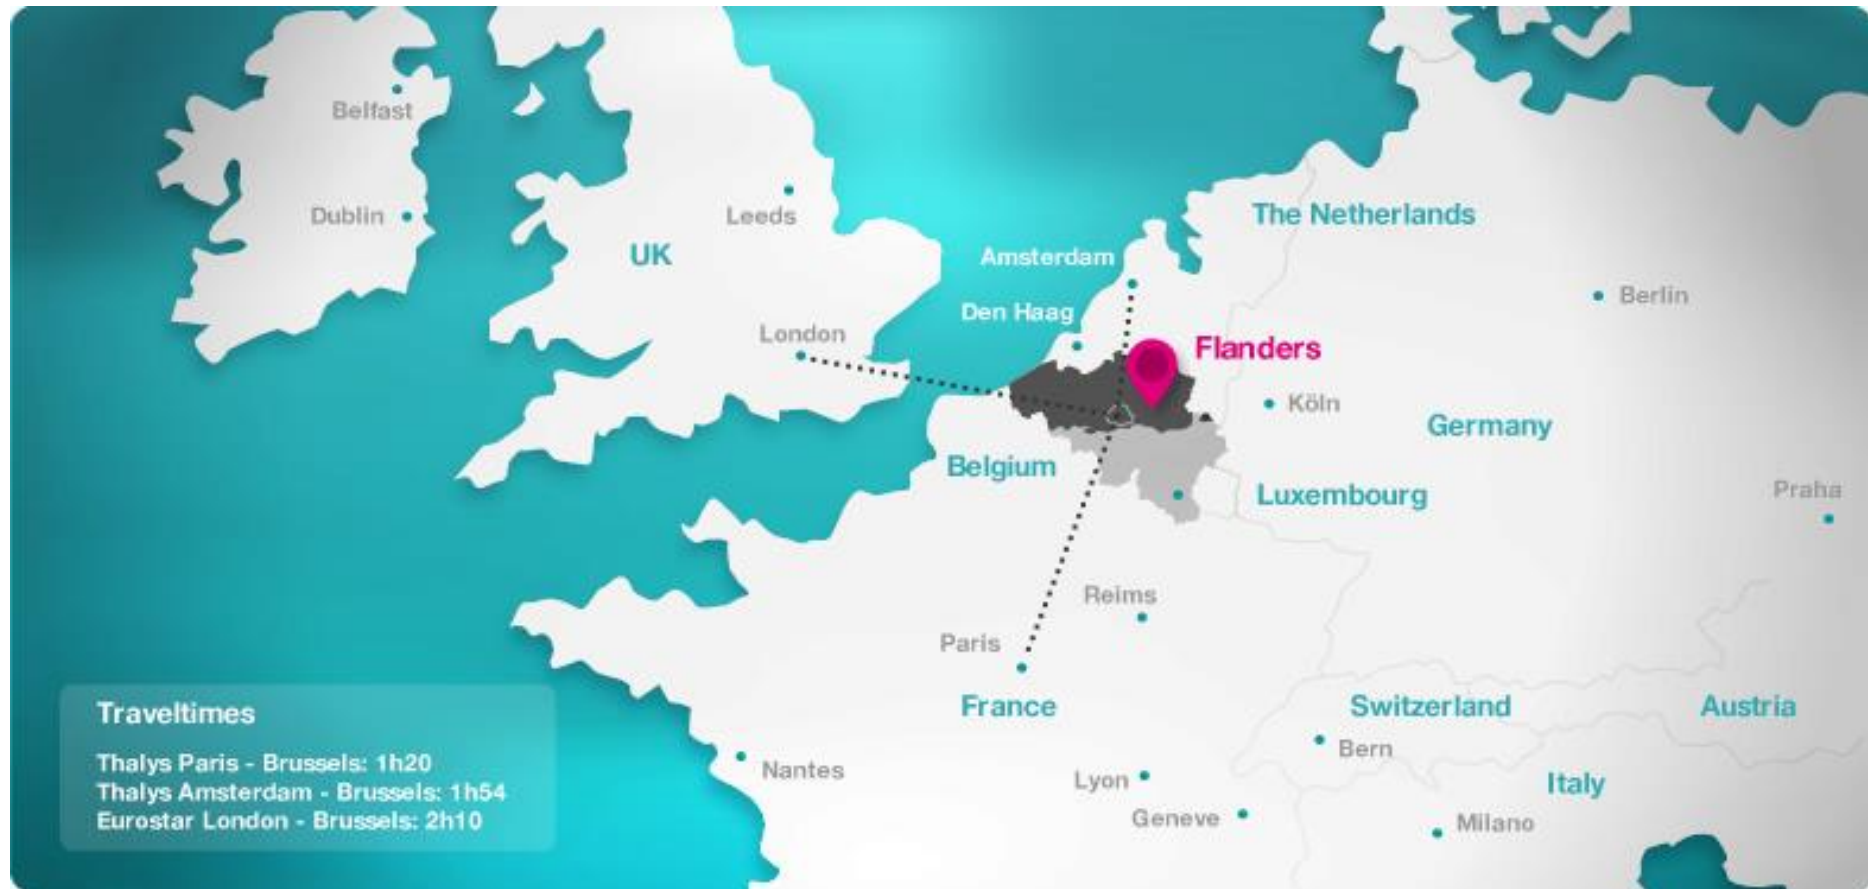 Belfast
Dublin
Leeds
UK
London
The Netherlands
Amsterdam
Den Haag
Berlin
Flanders
Köln
Germany
Belgium
Luxembourg
Praha
Reims
Paris
France
Switzerland
Austria
Bern
Nantes
Lyon
Italy
Geneve
Milano
Traveltimes
Thalys Paris - Brussels: 1h20
Thalys Amsterdam - Brussels: 1h54
Eurostar London - Brussels: 2h10